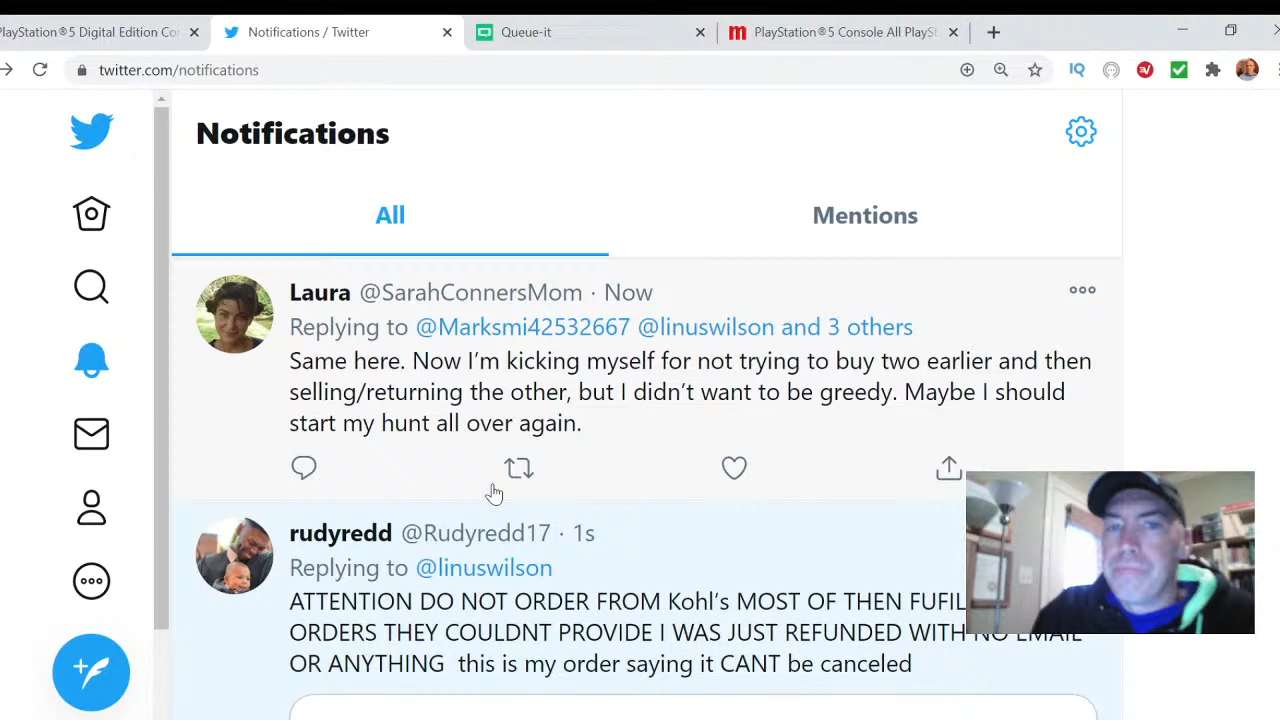 PlayStation®5 Digital Edition Co
Notifications / Twitter
Queue-it
PlayStation®5 Console All PlayS
twitter.com/notifications
IQ
Notifications
All
Mentions
Laura @SarahConnersMom · Now
Replying to @Marksmi42532667 @linuswilson and 3 others
Same here. Now I'm kicking myself for not trying to buy two earlier and then
selling/returning the other, but I didn't want to be greedy. Maybe I should
start my hunt all over again.
rudyredd @Rudyredd17 · 1s
Replying to @linuswilson
ATTENTION DO NOT ORDER FROM Kohl's MOST OF THEN FUFIL
ORDERS THEY COULDNT PROVIDE I WAS JUST REFUNDED WITH NO EMAIL
OR ANYTHING this is my order saying it CANT be canceled